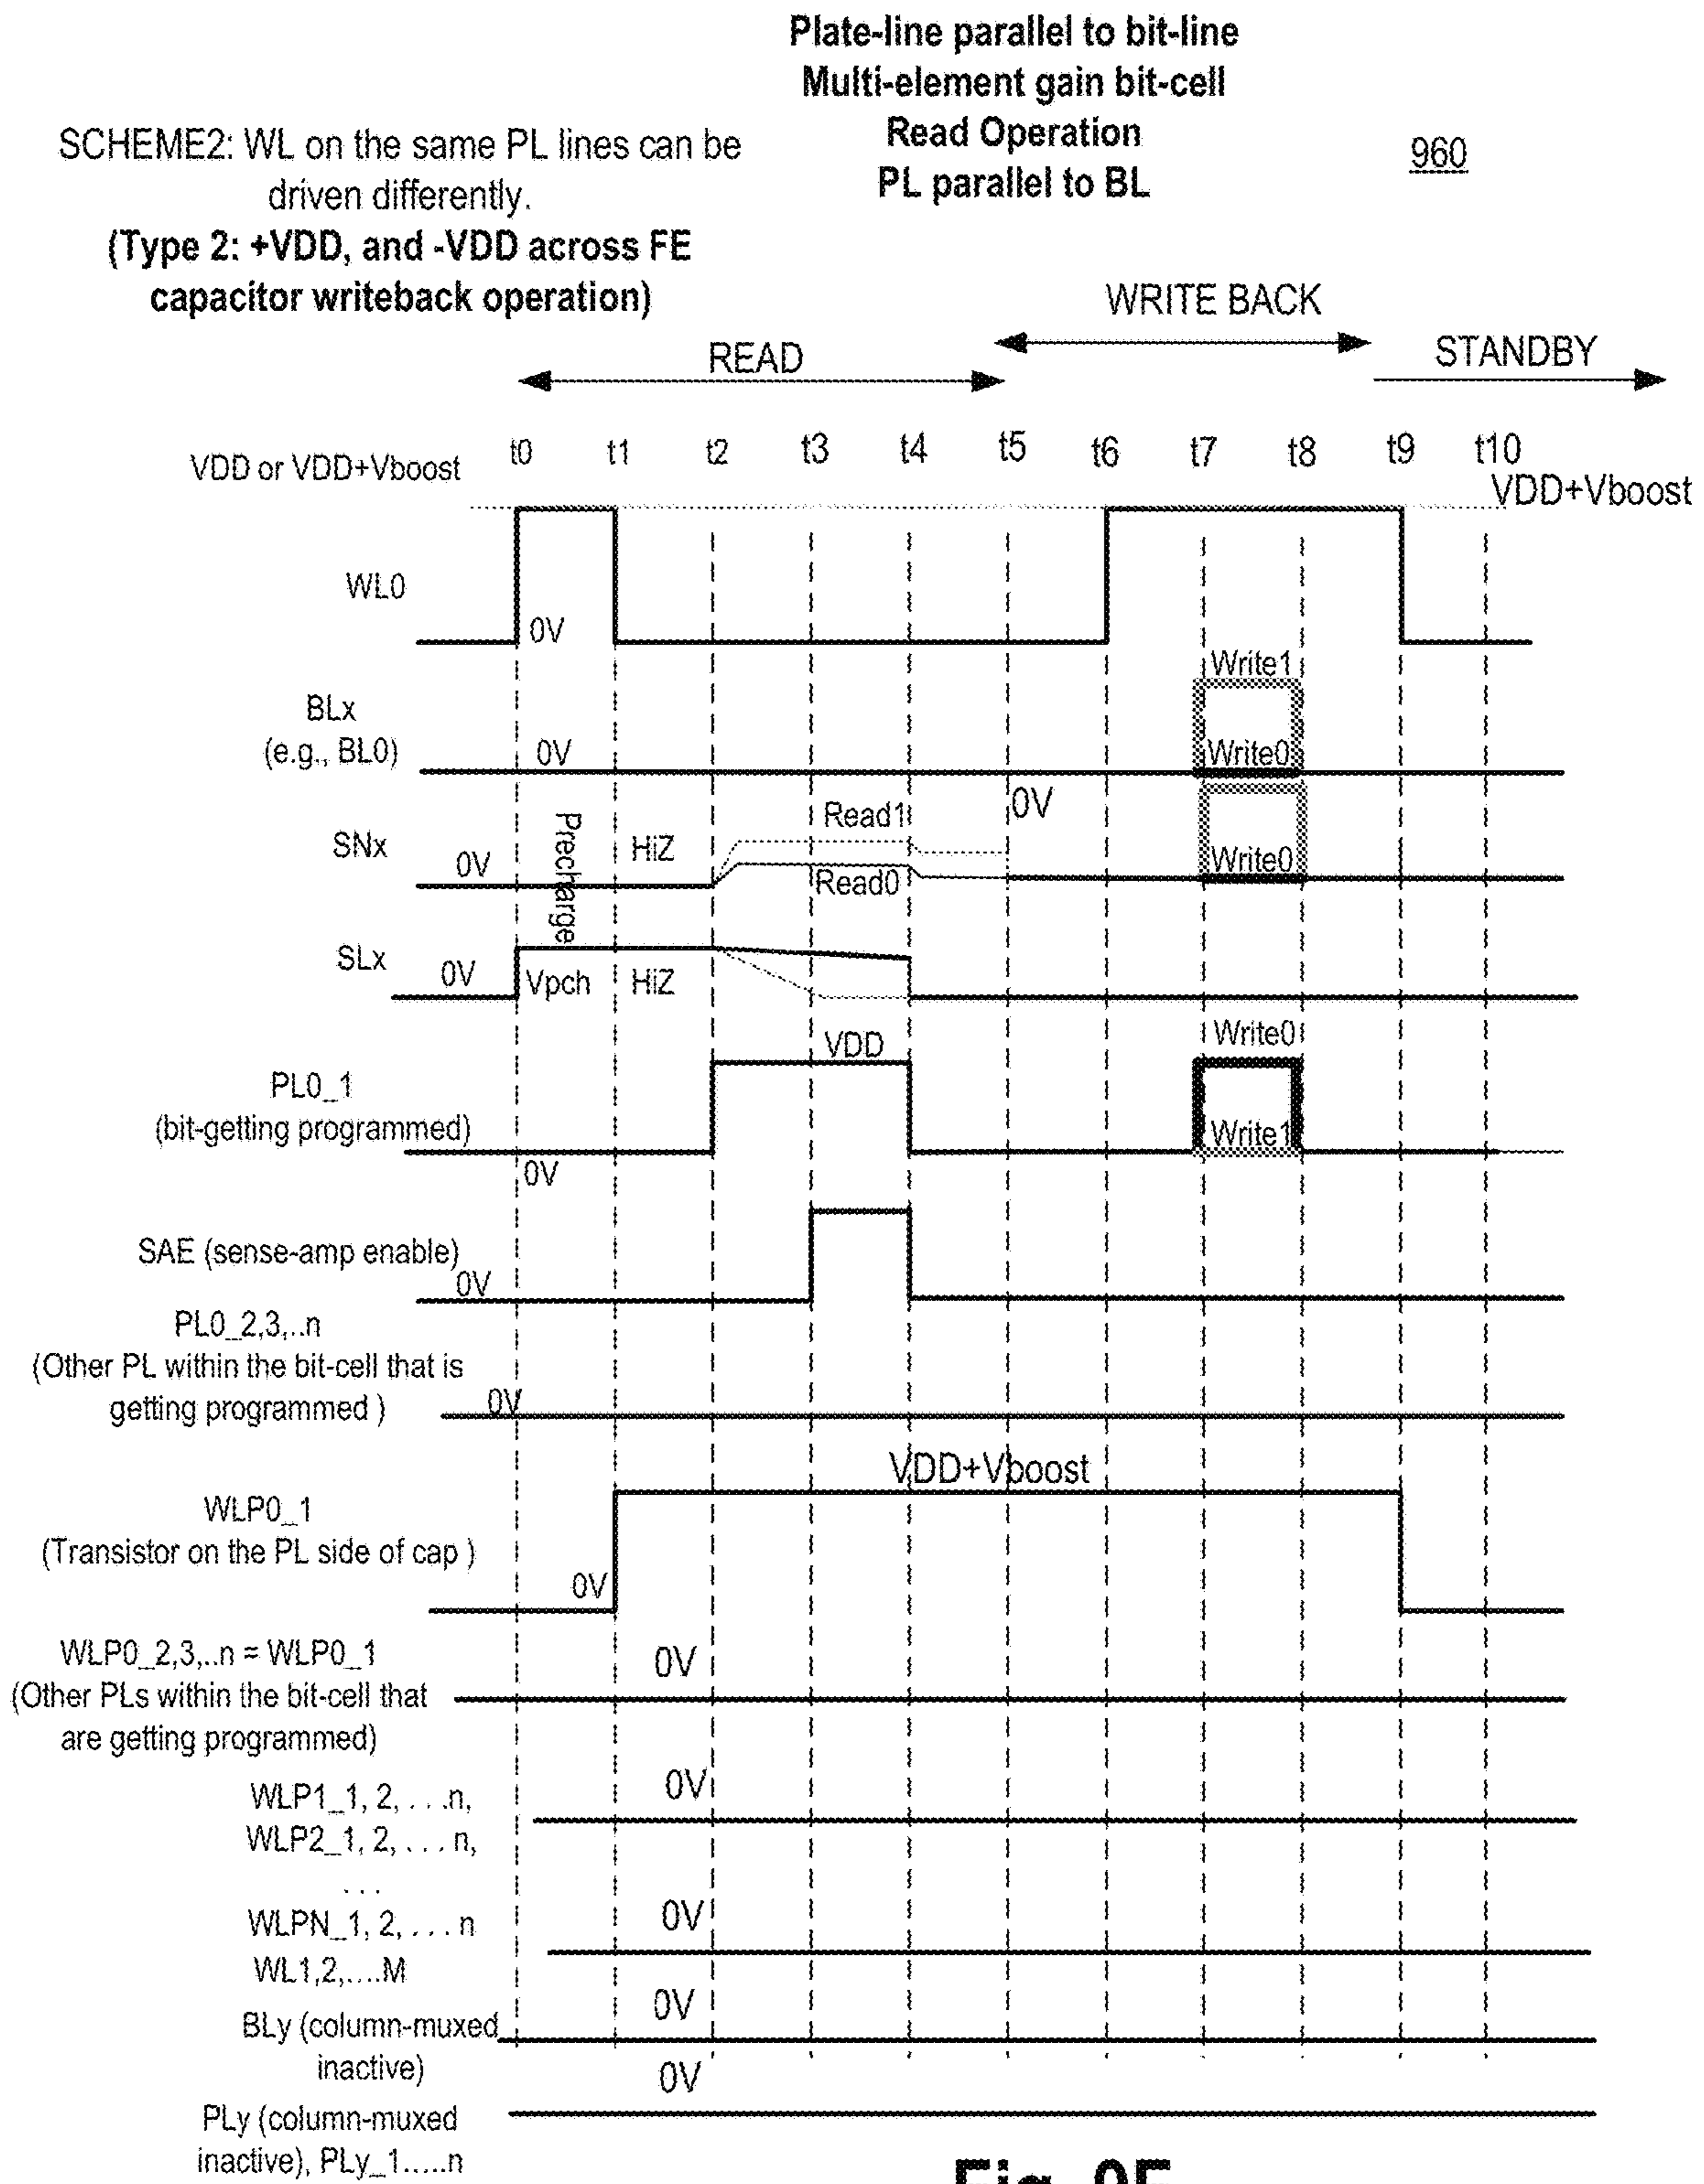 Plate-line parallel to bit-line
Multi-element gain bit-cell
Read Operation
PL parallel to BL
960
SCHEME2: WL on the same PL lines can be
driven differently.
(Type 2: +VDD, and -VDD across FE
capacitor writeback operation)
WRITE BACK
READ
STANDBY
t0 t1 t2 t3 t4 t5 t6 t7 t8 t9 t10
VDD or VDD+Vboost
VDD+Vboost
WL0
0V
Write1
BLx
(e.g., BL0)
0V
Write0
0V
Read1
SNx
0V
Precharge
HiZ
Read0
Write0
SLx
0V
Vpch
HiZ
VDD
Write0
PL0_1
(bit-getting programmed)
Write1
0V
SAE (sense-amp enable)
0V
PL0_2,3,..n
(Other PL within the bit-cell that is
getting programmed )
0V
VDD+Vboost
WLP0_1
(Transistor on the PL side of cap )
0V
WLP0_2,3,..n = WLP0_1
(Other PLs within the bit-cell that
are getting programmed)
0V
WLP1_1, 2, . . .n,
0V
WLP2_1, 2, . . . n,
. . .
WLPN_1, 2, . . . n
0V
WL1,2,....M
0V
BLy (column-muxed
inactive)
0V
PLy (column-muxed
inactive), PLy_1.....n